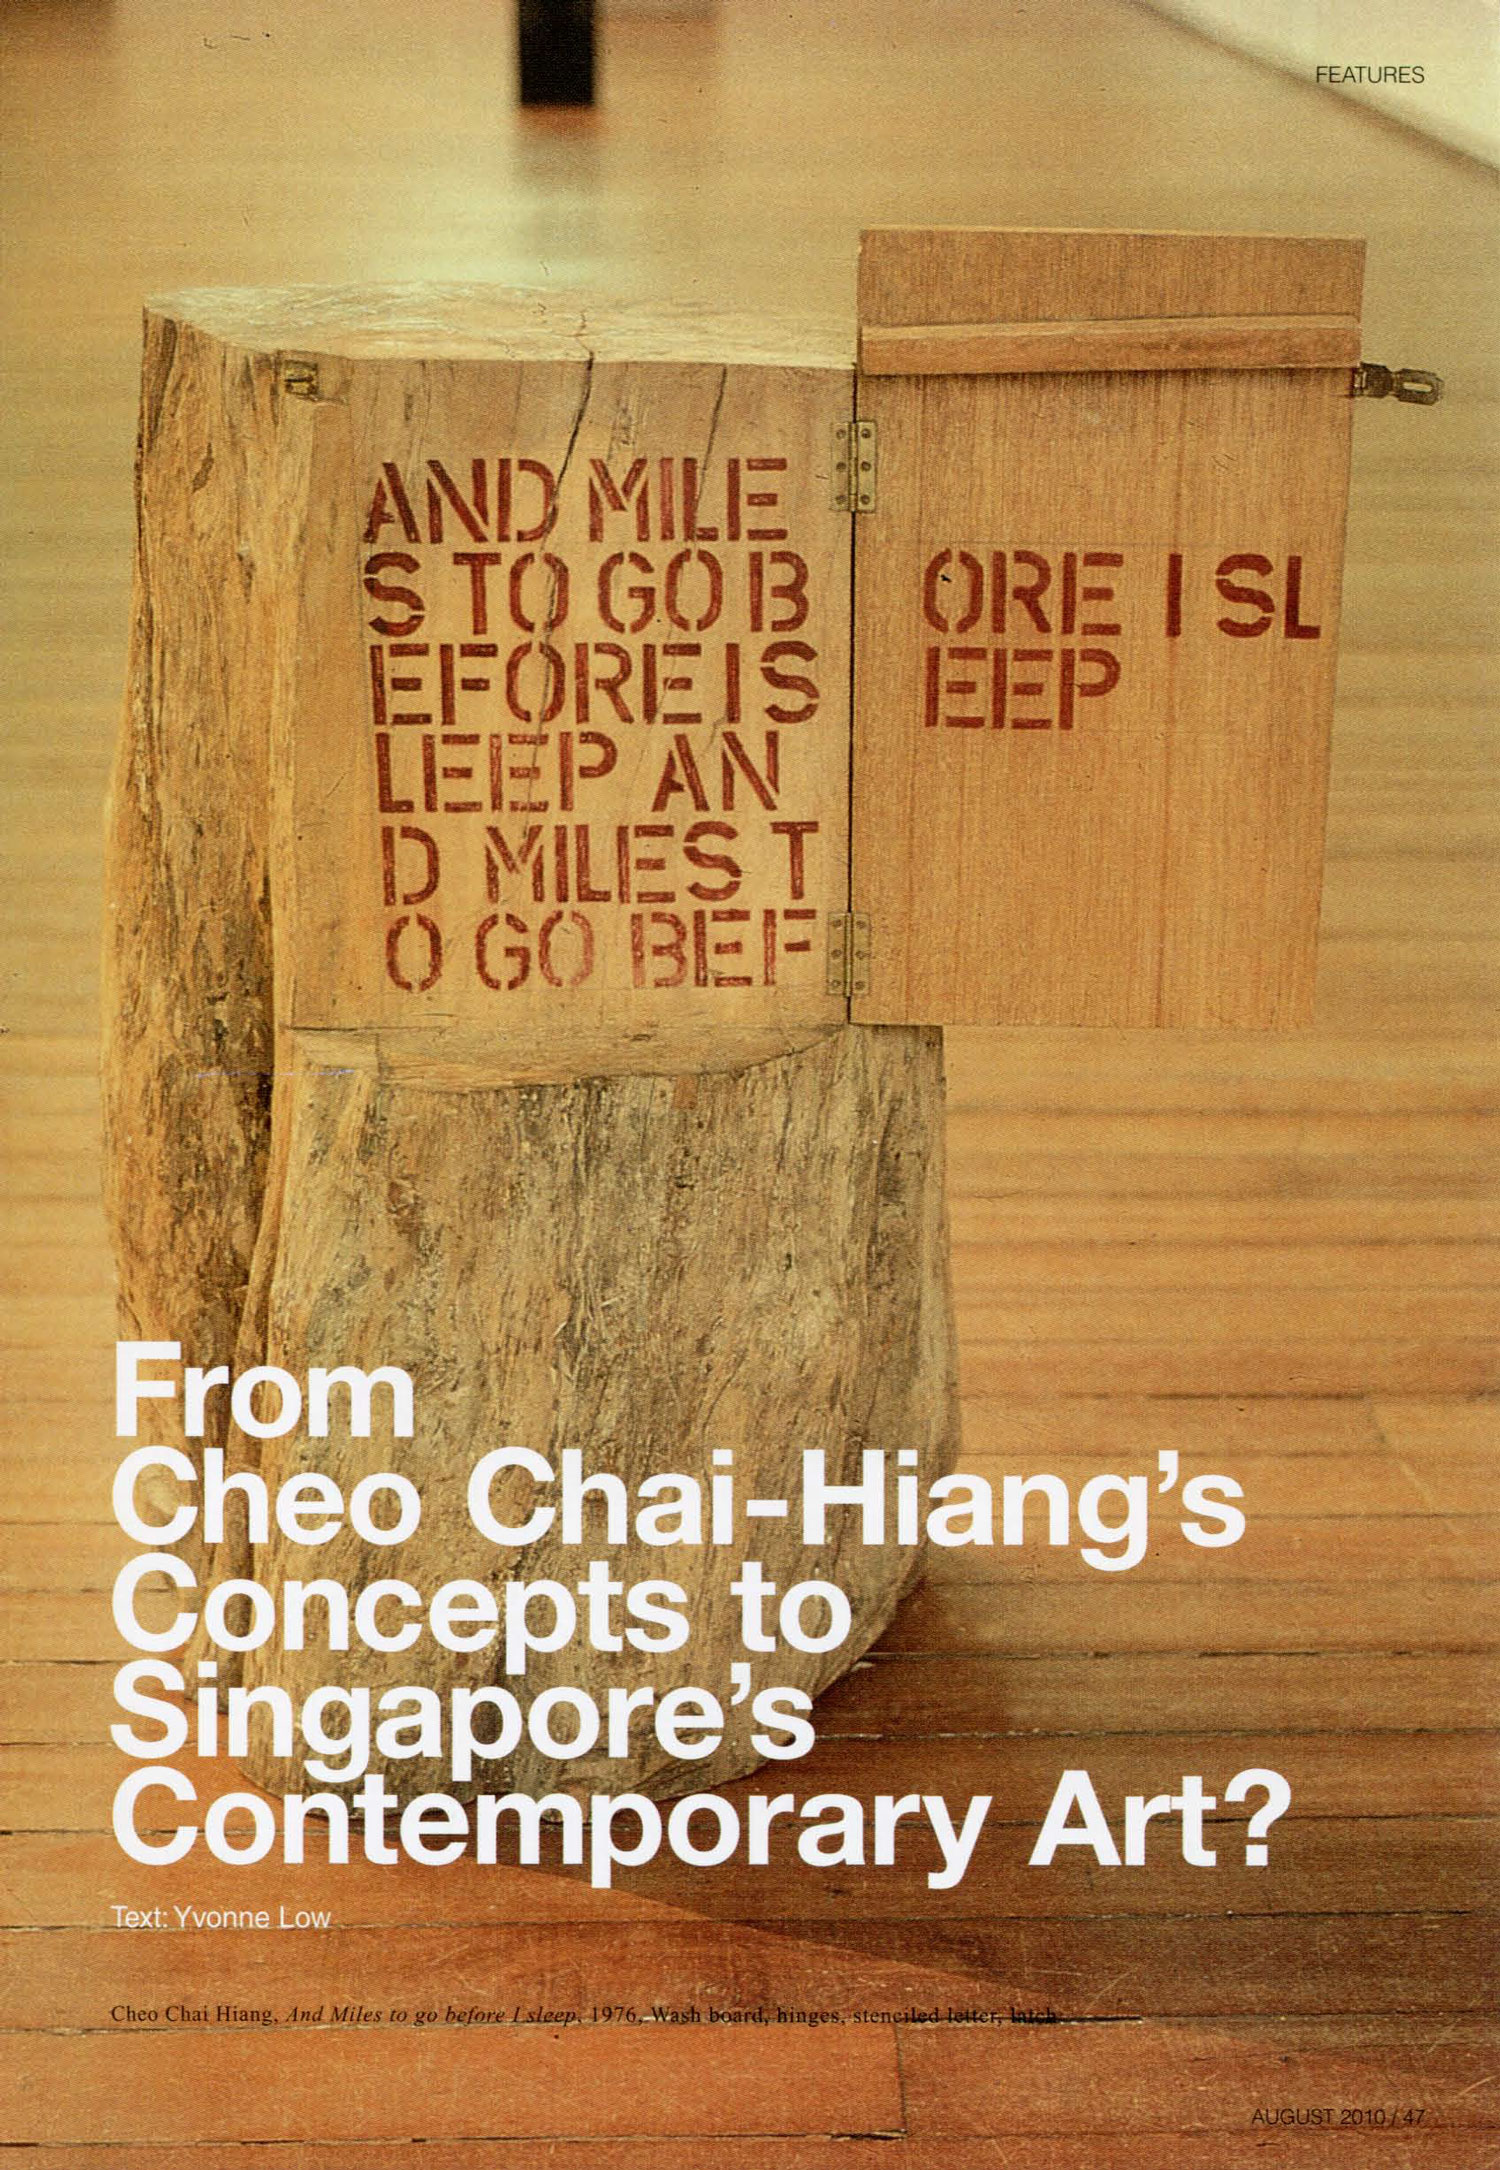 FEATURES
AND MILE
S TO GO B
EFORE I S
LEEP AN
D MILES T
O GO BEF
ORE I SL
EEP
From
Cheo Chai-Hiang’s
Concepts to
Singapore’s
Contemporary Art?
Text: Yvonne Low
Cheo Chai Hiang, And Miles to go before I sleep, 1976, Wash board, hinges, stenciled letter, latch
AUGUST 2010 / 47